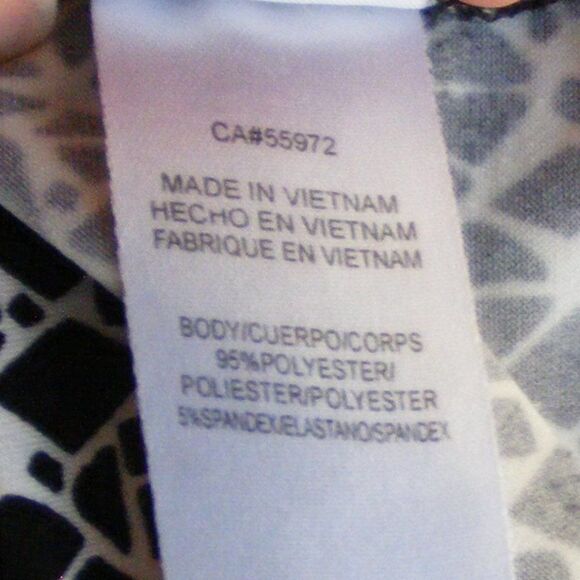 CA#55972
MADE IN VIETNAM
HECHO EN VIETNAM
FABRIQUE EN VIETNAM
BODY/CUERPO/CORPS
95%POLYESTER/
POLIESTER/POLYESTER
5%SPANDEX/ELASTANO/SPANDEX